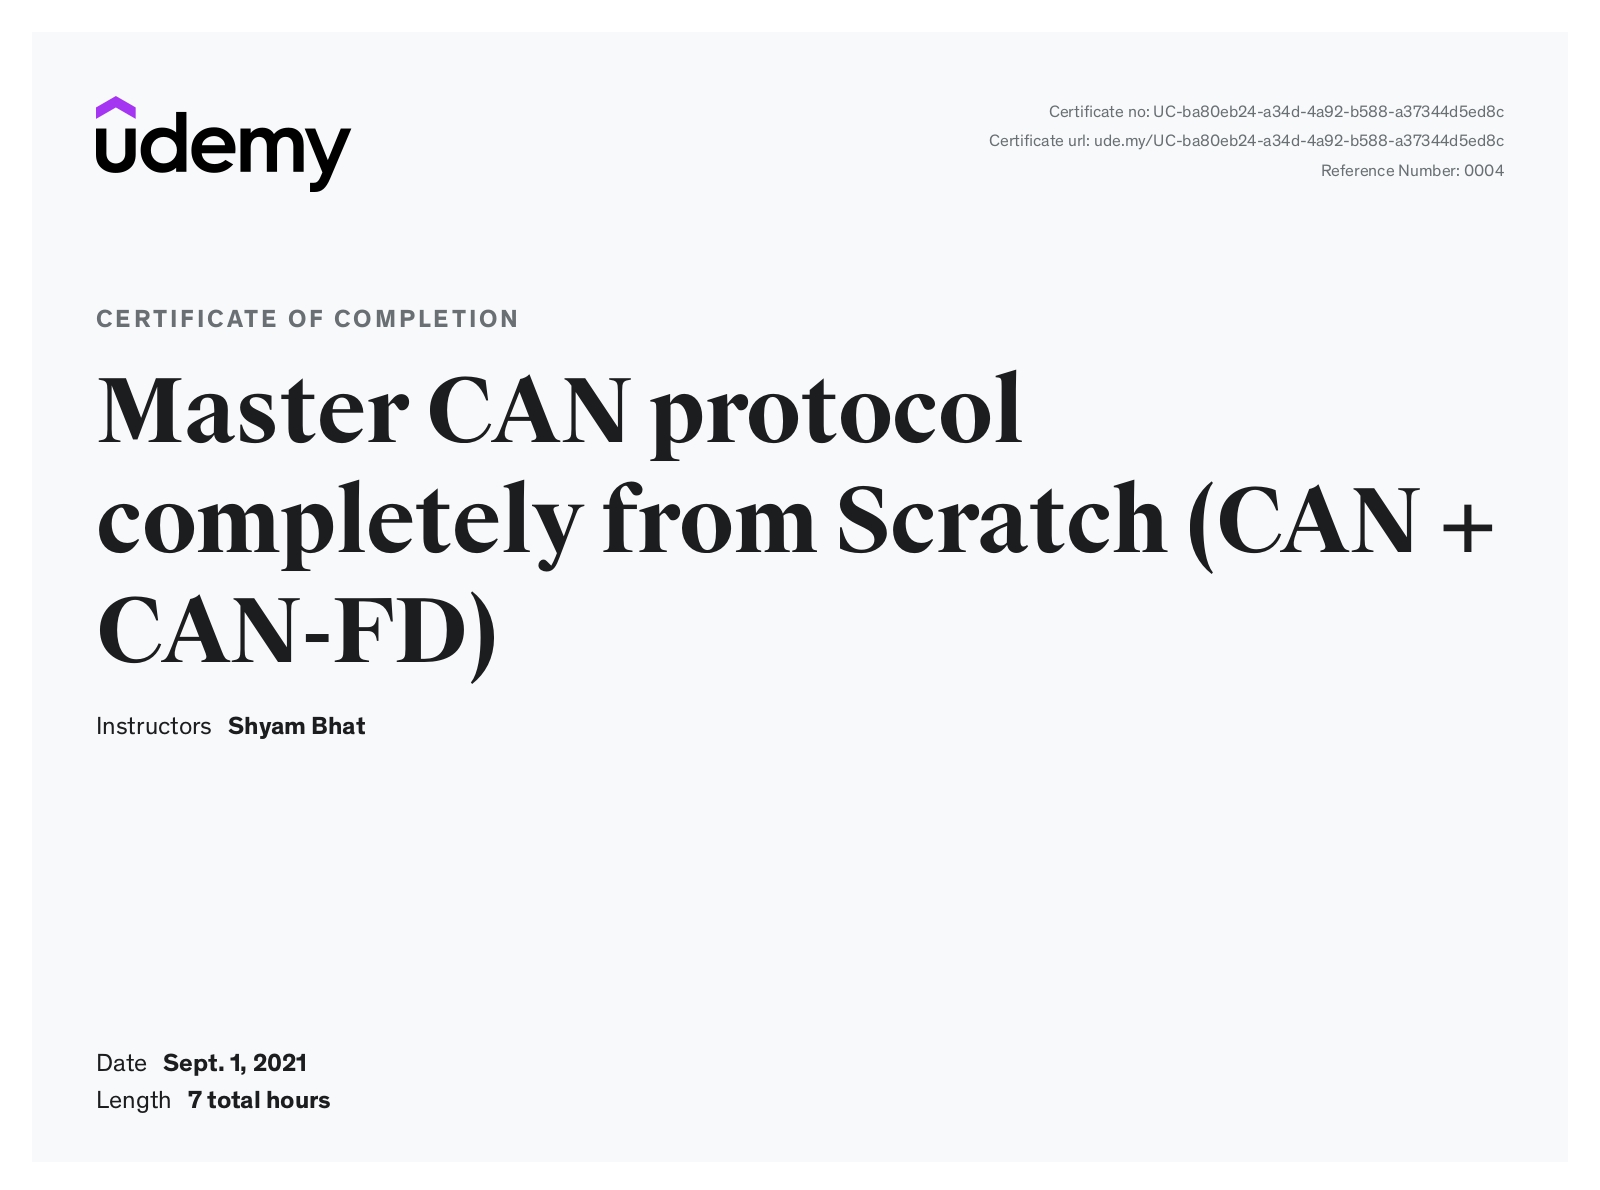 udemy
Certificate no: UC-ba80eb24-a34d-4a92-b588-a37344d5ed8c
Certificate url: ude.my/UC-ba80eb24-a34d-4a92-b588-a37344d5ed8c
Reference Number: 0004
CERTIFICATE OF COMPLETION
Master CAN protocol
completely from Scratch (CAN +
CAN-FD)
Instructors Shyam Bhat
Date Sept. 1, 2021
Length 7 total hours